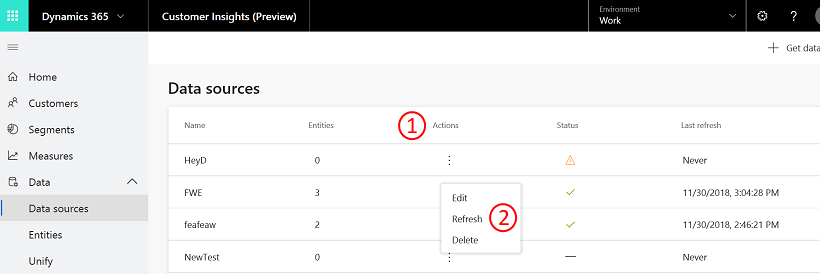 Dynamics 365 Customer Insights (Preview) Environment
Work ?
+ Get data
Home
Customers
Segments
Measures
Data
Data sources
Entities
Unify
Data sources
Name Entities 1 Actions Status Last refresh
HeyD 0 Never
FWE 3 11/30/2018, 3:04:28 PM
feafeaw 2 11/30/2018, 2:46:21 PM
NewTest 0 — Never
Edit
Refresh 2
Delete